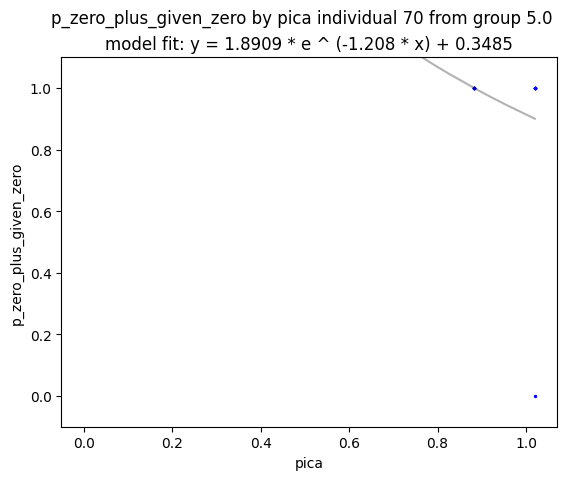 p_zero_plus_given_zero by pica individual 70 from group 5.0
model fit: y = 1.8909 * e ^ (-1.208 * x) + 0.3485
1.0
0.8
0.6
0.4
0.2
0.0
p_zero_plus_given_zero
0.0 0.2 0.4 0.6 0.8 1.0
pica